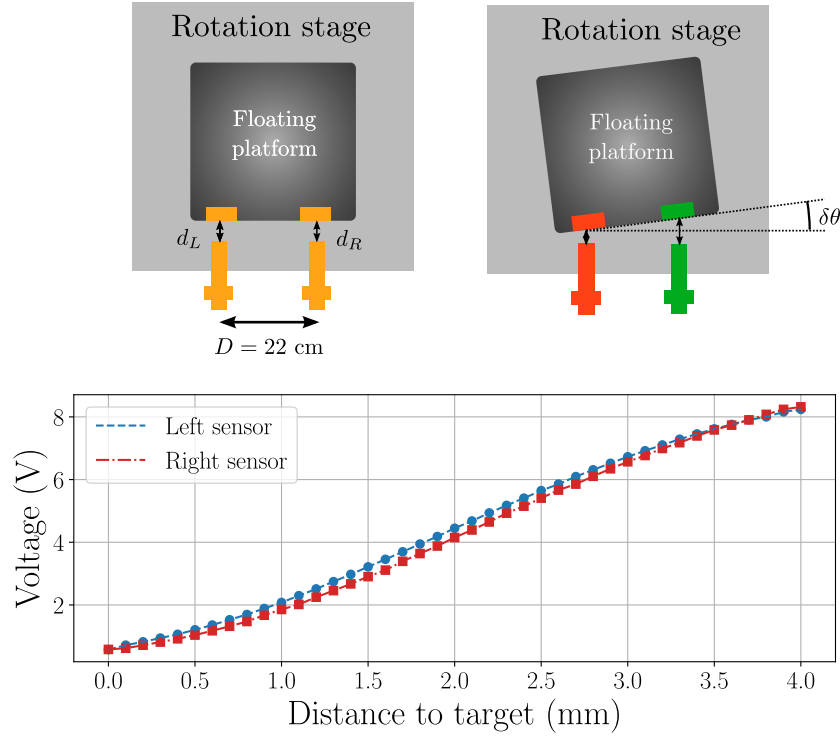 Rotation stage
Floating
platform
d_L
d_R
D = 22 cm
Rotation stage
Floating
platform
δθ
Voltage (V)
8
6
4
2
Left sensor
Right sensor
0.0 0.5 1.0 1.5 2.0 2.5 3.0 3.5 4.0
Distance to target (mm)